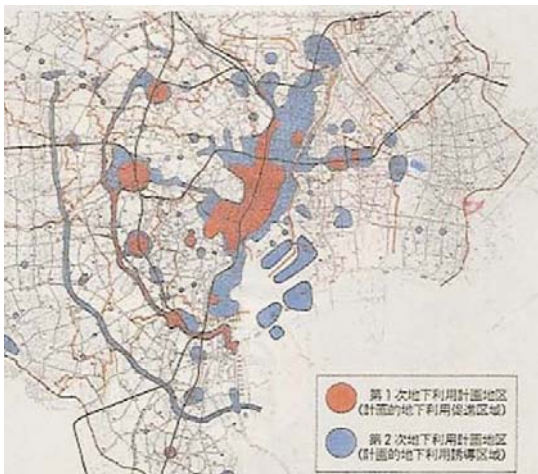 第1次地下利用計画地区
(計画的地下利用促進区域)
第2次地下利用計画地区
(計画的地下利用誘導区域)